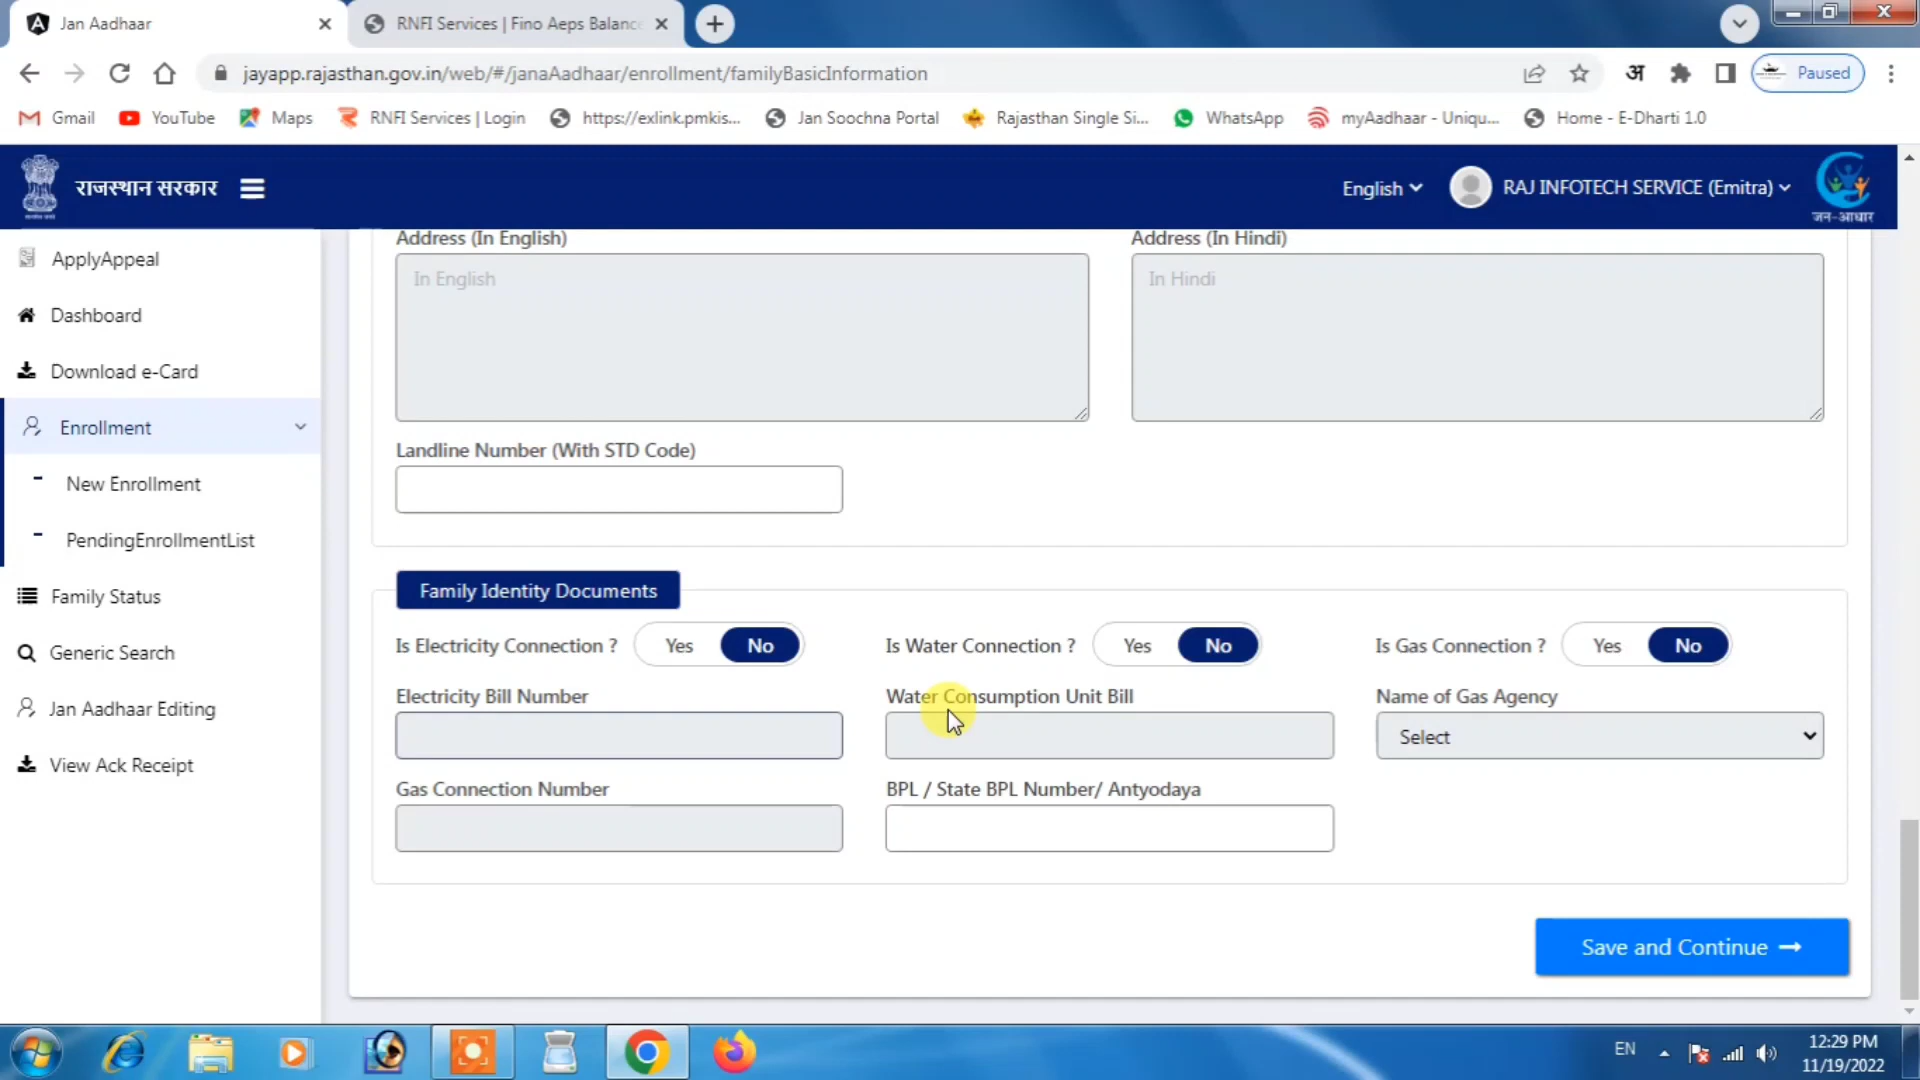 Jan Aadhaar
RNFI Services | Fino Aeps Balance
jayapp.rajasthan.gov.in/web/#/janaAadhaar/enrollment/familyBasicInformation
अ
Paused
Gmail
YouTube
Maps
RNFI Services | Login
https://exlink.pmkis...
Jan Soochna Portal
Rajasthan Single Si...
WhatsApp
myAadhaar - Uniqu...
Home - E-Dharti 1.0
राजस्थान सरकार
English
RAJ INFOTECH SERVICE (Emitra)
जन-आधार
ApplyAppeal
Dashboard
Download e-Card
Enrollment
New Enrollment
PendingEnrollmentList
Family Status
Generic Search
Jan Aadhaar Editing
View Ack Receipt
Address (In English)
Address (In Hindi)
In English
In Hindi
Landline Number (With STD Code)
Family Identity Documents
Is Electricity Connection ? Yes No
Is Water Connection ? Yes No
Is Gas Connection ? Yes No
Electricity Bill Number
Water Consumption Unit Bill
Name of Gas Agency
Select
Gas Connection Number
BPL / State BPL Number/ Antyodaya
Save and Continue →
EN
12:29 PM
11/19/2022